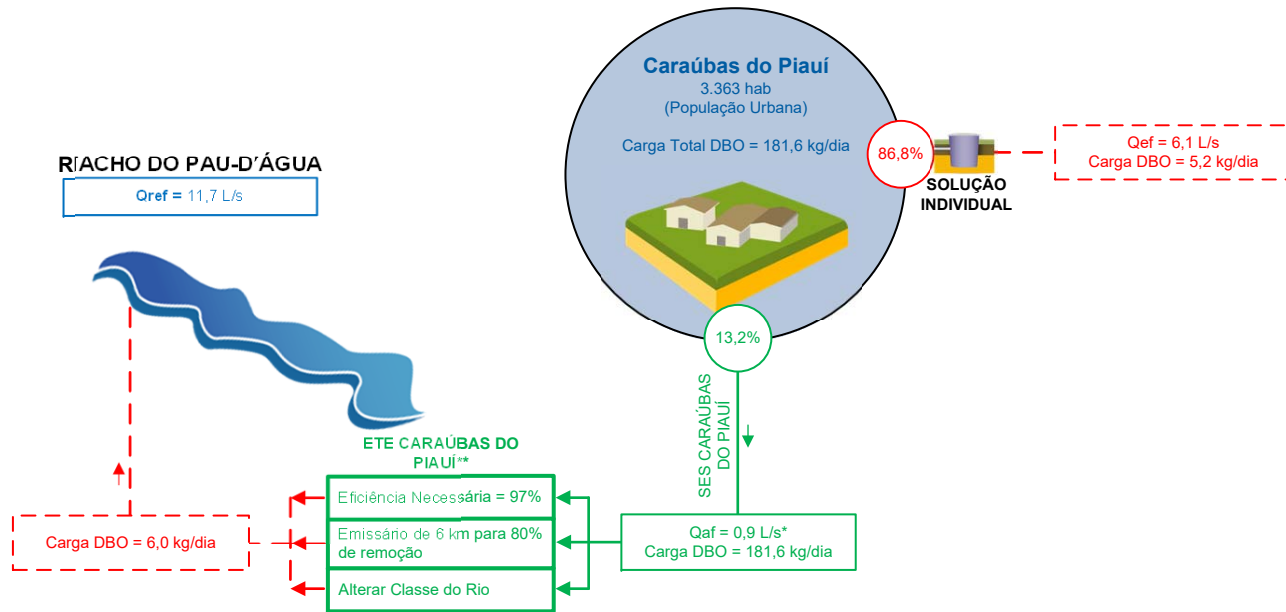 Caraúbas do Piauí
3.363 hab
(População Urbana)
Carga Total DBO = 181,6 kg/dia
86,8%
SOLUÇÃO
INDIVIDUAL
Qef = 6,1 L/s
Carga DBO = 5,2 kg/dia
RIACHO DO PAU-D'ÁGUA
Qref = 11,7 L/s
13,2%
SES CARAÚBAS
DO PIAUÍ
ETE CARAÚBAS DO
PIAUÍ**
Eficiência Necessária = 97%
Emissário de 6 km para 80%
de remoção
Alterar Classe do Rio
Qaf = 0,9 L/s*
Carga DBO = 181,6 kg/dia
Carga DBO = 6,0 kg/dia